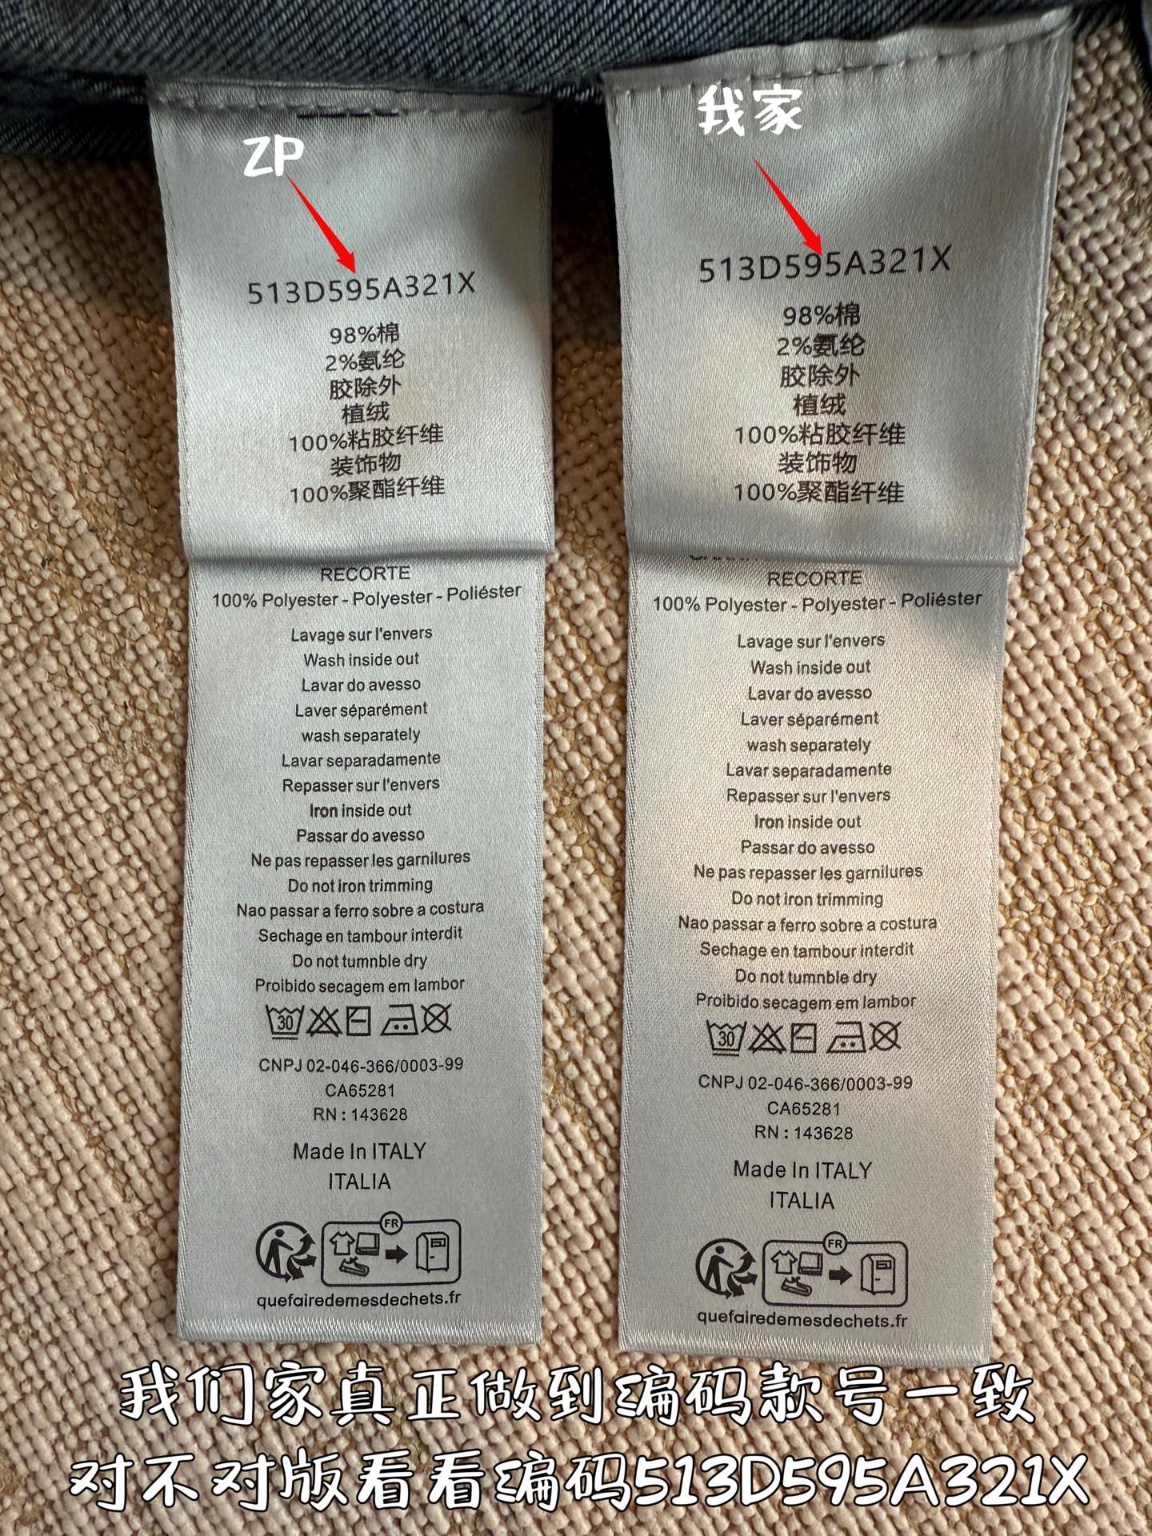 ZP
513D595A321X
98%棉
2%氨纶
胶除外
植绒
100%粘胶纤维
装饰物
100%聚酯纤维
RECORTE
100% Polyester - Polyester - Poliéster
Lavage sur l'envers
Wash inside out
Lavar do avesso
Laver séparément
wash separately
Lavar separadamente
Repasser sur l'envers
Iron inside out
Passar do avesso
Ne pas repasser les garnilures
Do not iron trimming
Nao passar a ferro sobre a costura
Sechage en tambour interdit
Do not tumnble dry
Proibido secagem em lambor
30
CNPJ 02-046-366/0003-99
CA65281
RN : 143628
Made In ITALY
ITALIA
FR
quefairedemesdechets.fr
我家
513D595A321X
98%棉
2%氨纶
胶除外
植绒
100%粘胶纤维
装饰物
100%聚酯纤维
RECORTE
100% Polyester - Polyester - Poliéster
Lavage sur l'envers
Wash inside out
Lavar do avesso
Laver séparément
wash separately
Lavar separadamente
Repasser sur l'envers
Iron inside out
Passar do avesso
Ne pas repasser les garnilures
Do not iron trimming
Nao passar a ferro sobre a costura
Sechage en tambour interdit
Do not tumnble dry
Proibido secagem em lambor
30
CNPJ 02-046-366/0003-99
CA65281
RN : 143628
Made In ITALY
ITALIA
FR
quefairedemesdechets.fr
我们家真正做到编码款号一致
对不对版看看编码513D595A321X